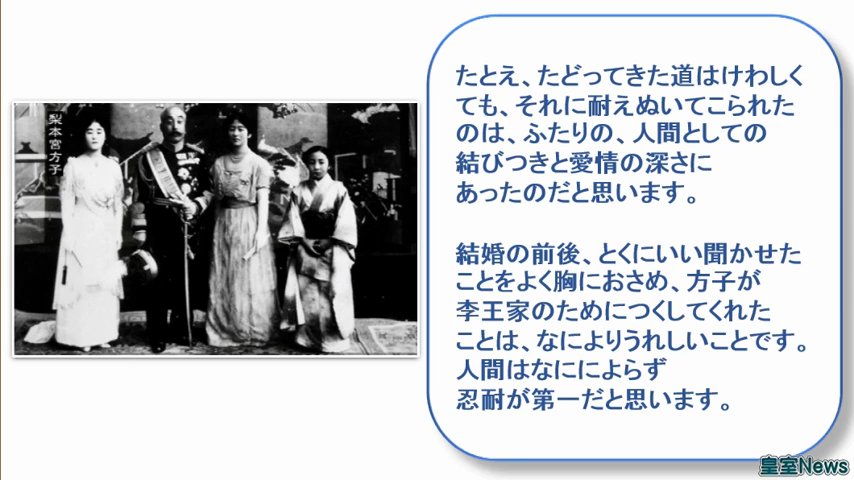 梨本宮方子
たとえ、たどってきた道はけわしく
ても、それに耐えぬいてこられた
のは、ふたりの、人間としての
結びつきと愛情の深さに
あったのだと思います。
結婚の前後、とくにいい聞かせた
ことをよく胸におさめ、方子が
李王家のためにつくしてくれた
ことは、なによりうれしいことです。
人間はなにによらず
忍耐が第一だと思います。
皇室News